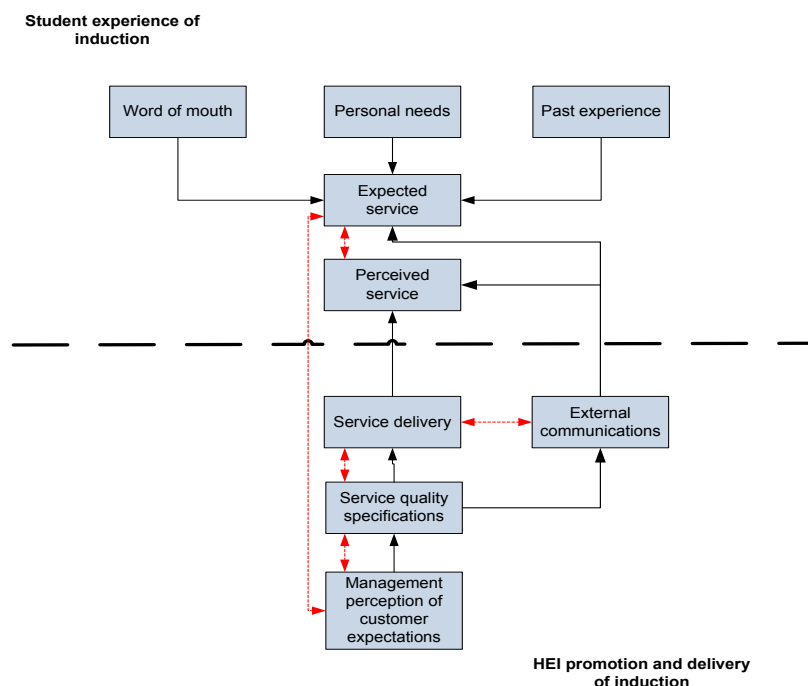 Student experience of
induction
Word of mouth
Personal needs
Past experience
Expected
service
Perceived
service
Service delivery
External
communications
Service quality
specifications
Management
perception of
customer
expectations
HEI promotion and delivery
of induction